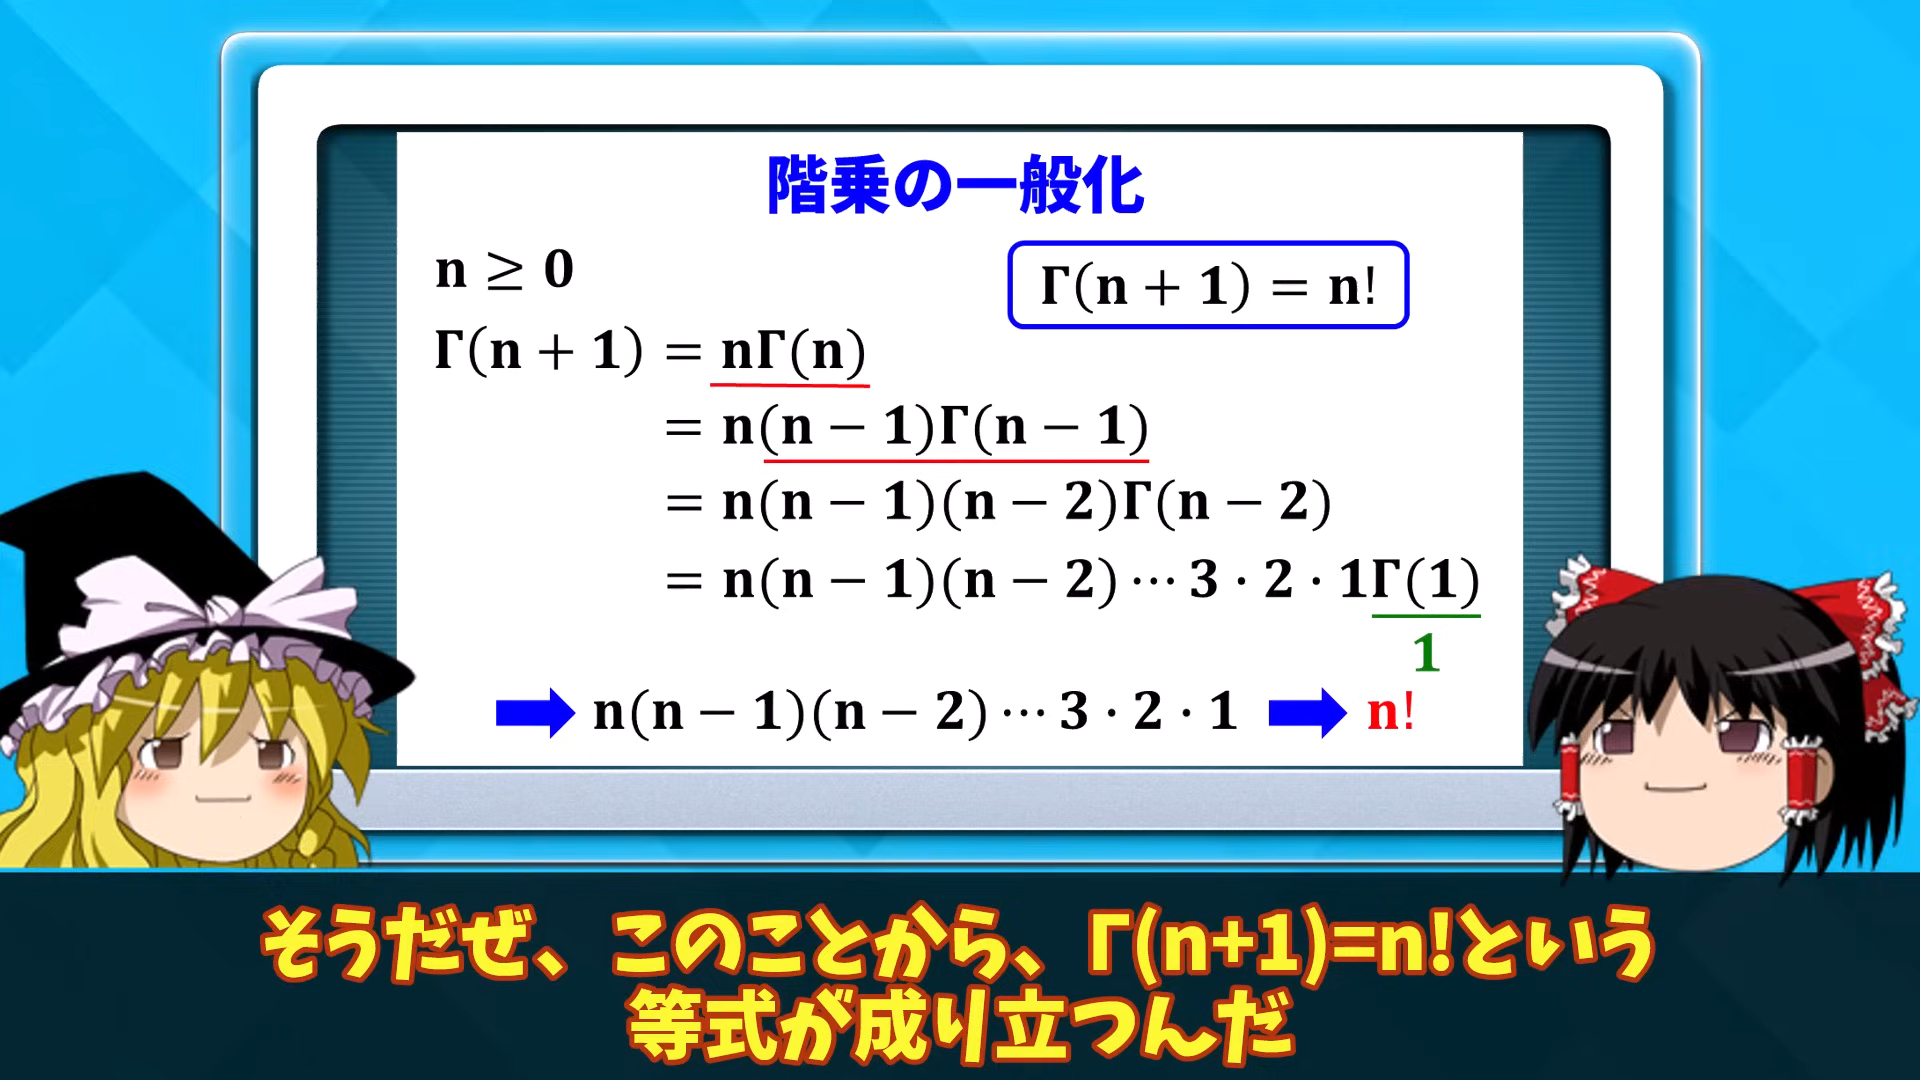 階乗の一般化
n ≥ 0
Γ(n + 1) = n!
Γ(n + 1) = nΓ(n)
= n(n − 1)Γ(n − 1)
= n(n − 1)(n − 2)Γ(n − 2)
= n(n − 1)(n − 2) ⋯ 3 · 2 · 1Γ(1)
1
n(n − 1)(n − 2) ⋯ 3 · 2 · 1
n!
そうだぜ、このことから、Γ(n+1)=n!という
等式が成り立つんだ